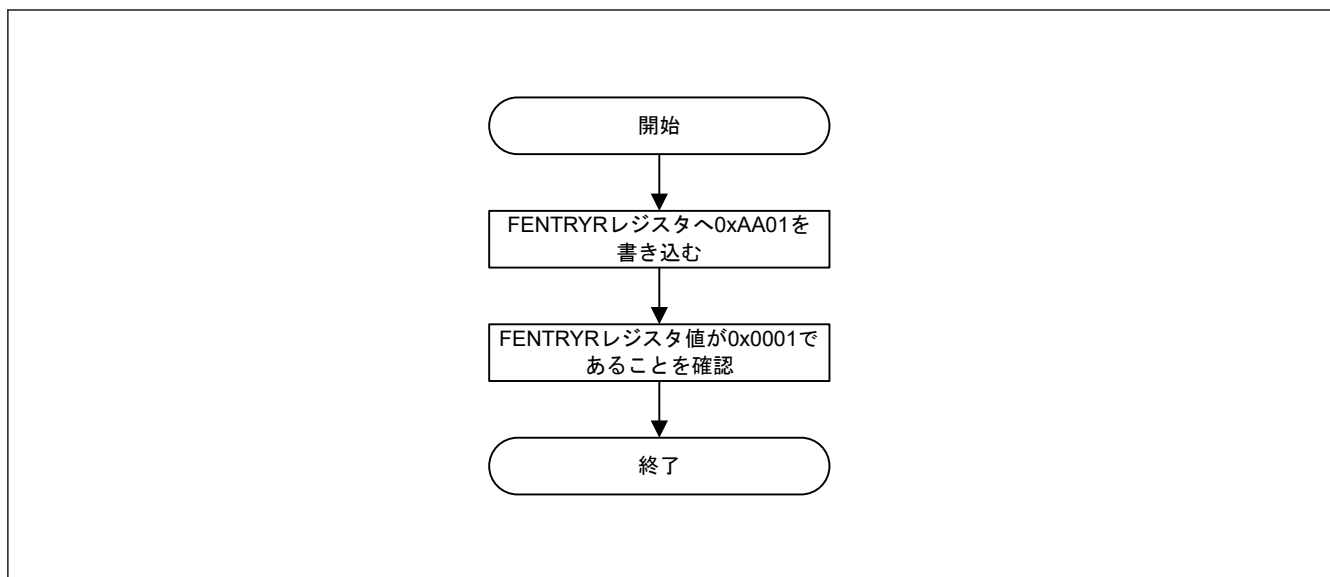 開始
FENTRYRレジスタへ0xAA01を
書き込む
FENTRYRレジスタ値が0x0001で
あることを確認
終了